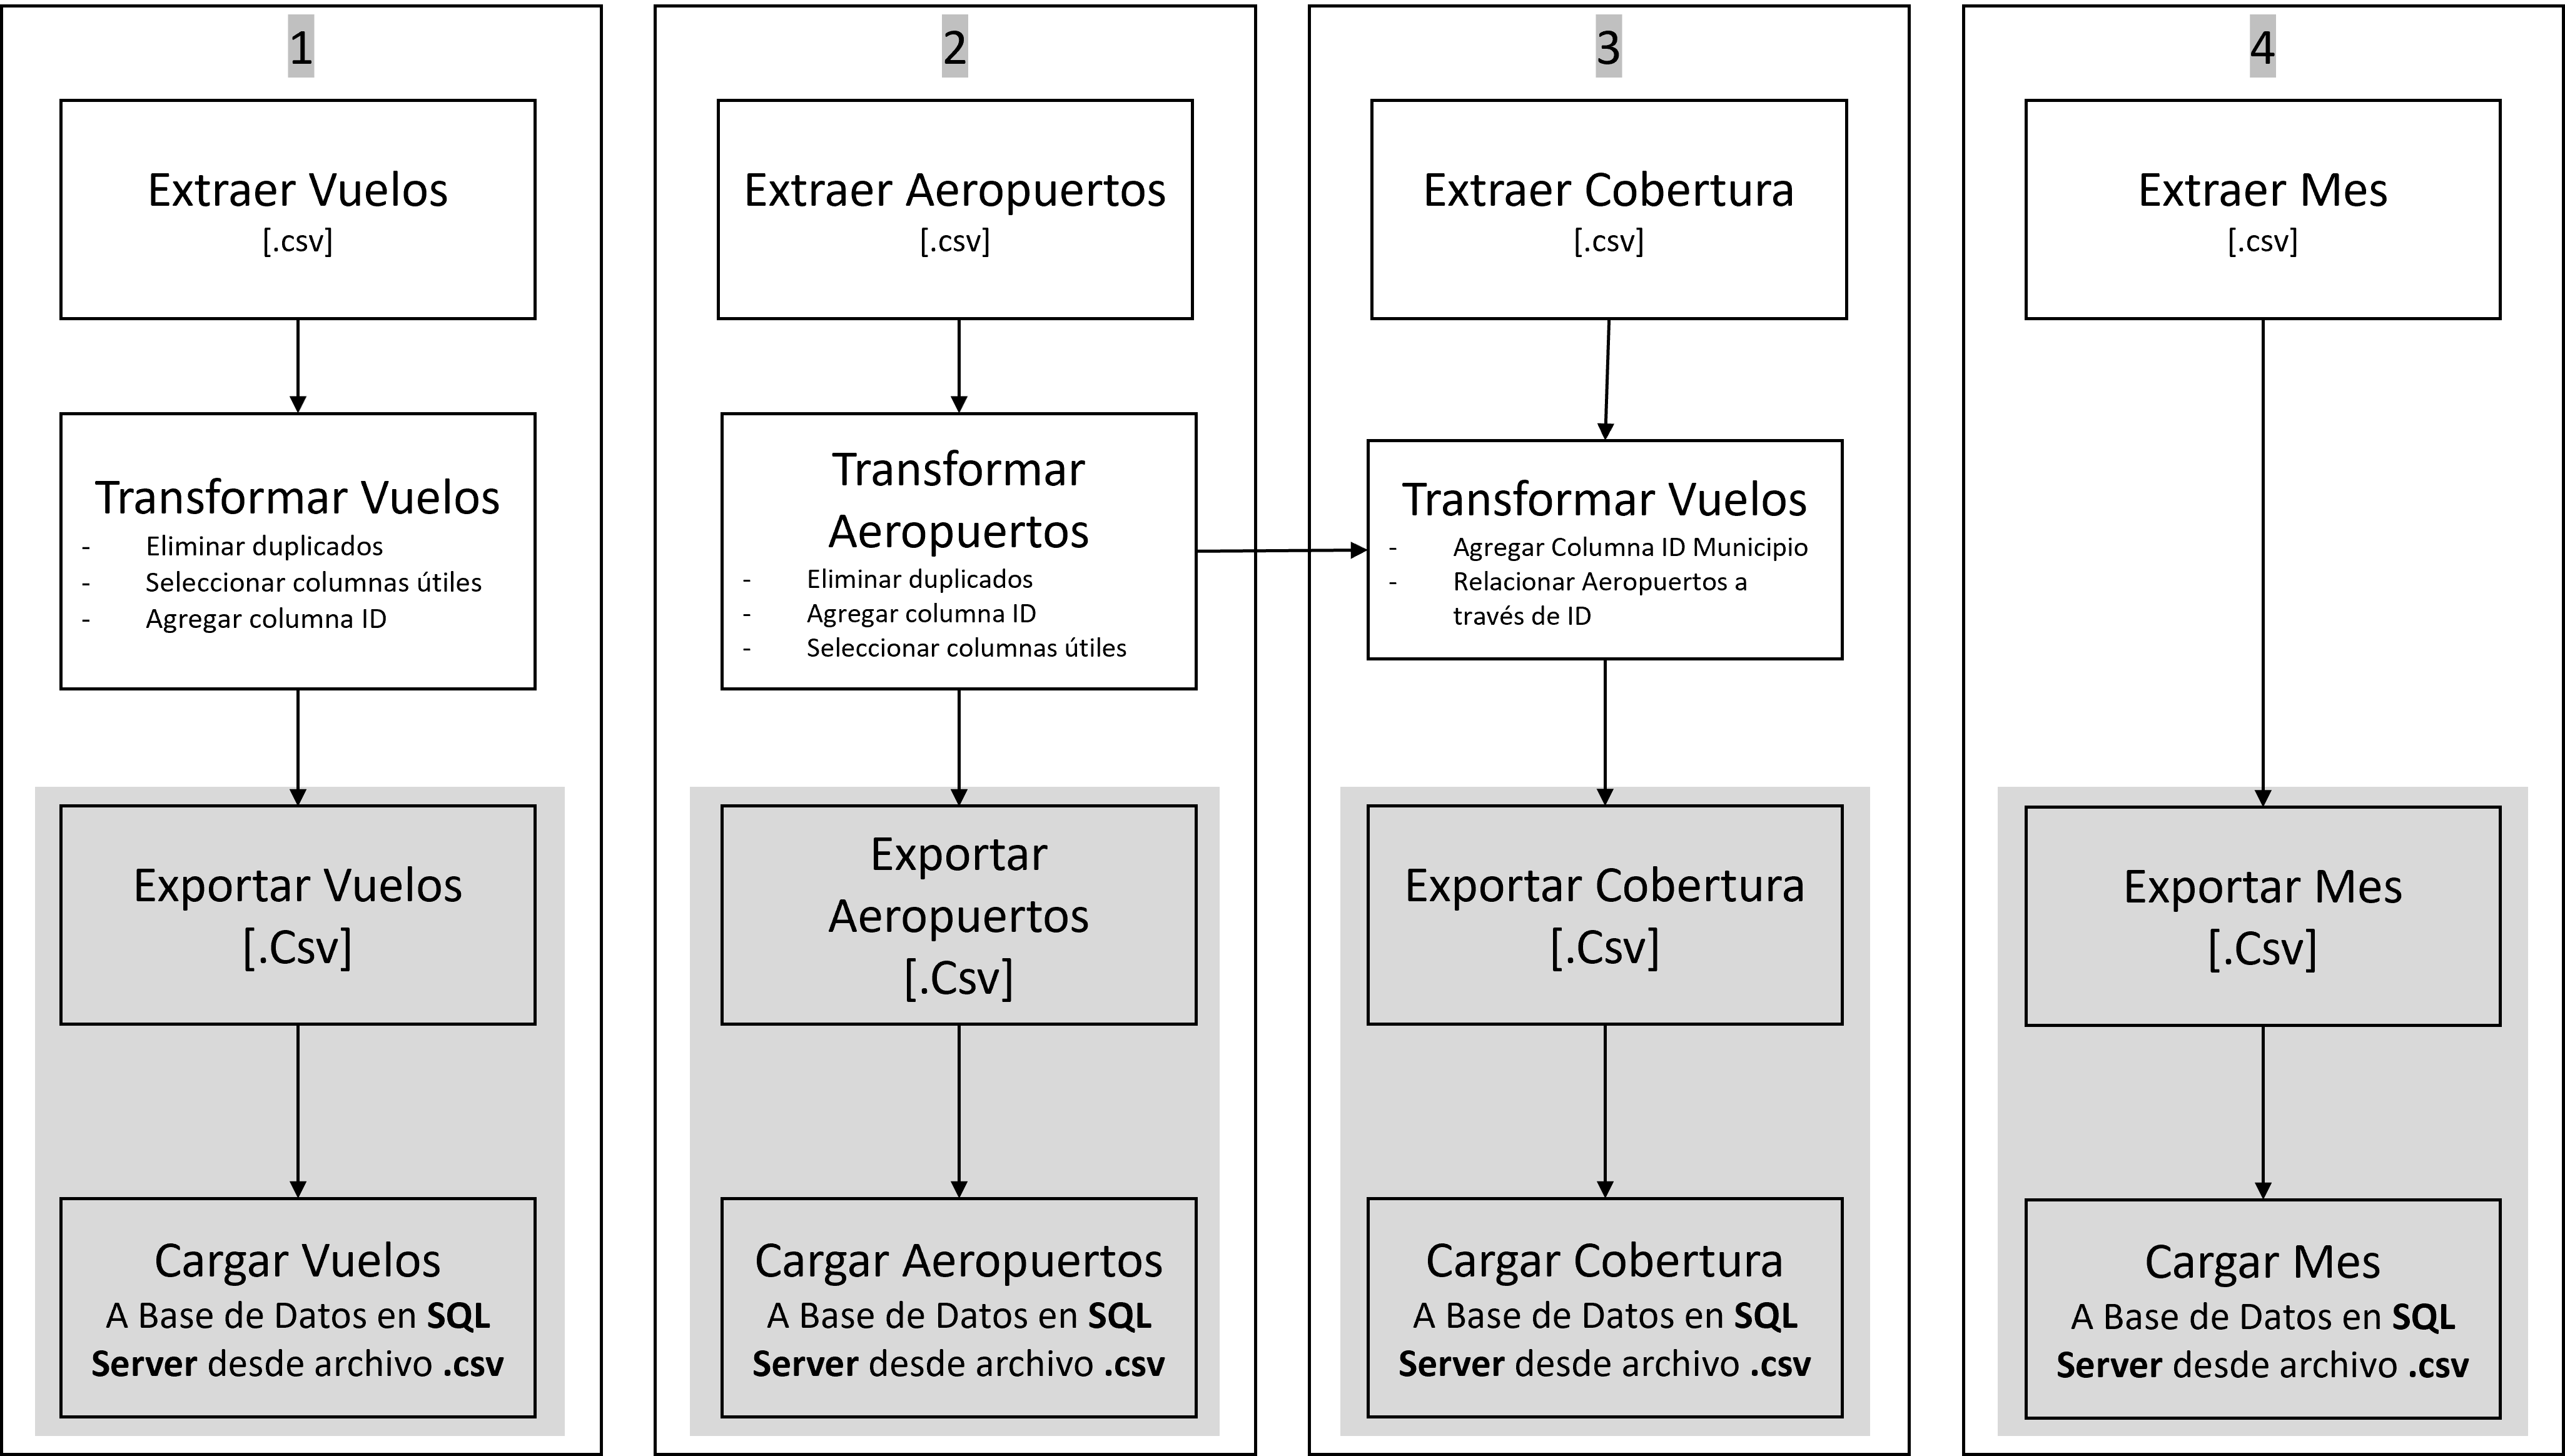 1
Extraer Vuelos
[.csv]
Transformar Vuelos
- Eliminar duplicados
- Seleccionar columnas útiles
- Agregar columna ID
Exportar Vuelos
[.Csv]
Cargar Vuelos
A Base de Datos en SQL
Server desde archivo .csv
2
Extraer Aeropuertos
[.csv]
Transformar
Aeropuertos
- Eliminar duplicados
- Agregar columna ID
- Seleccionar columnas útiles
Exportar
Aeropuertos
[.Csv]
Cargar Aeropuertos
A Base de Datos en SQL
Server desde archivo .csv
3
Extraer Cobertura
[.csv]
Transformar Vuelos
- Agregar Columna ID Municipio
- Relacionar Aeropuertos a
través de ID
Exportar Cobertura
[.Csv]
Cargar Cobertura
A Base de Datos en SQL
Server desde archivo .csv
4
Extraer Mes
[.csv]
Exportar Mes
[.Csv]
Cargar Mes
A Base de Datos en SQL
Server desde archivo .csv